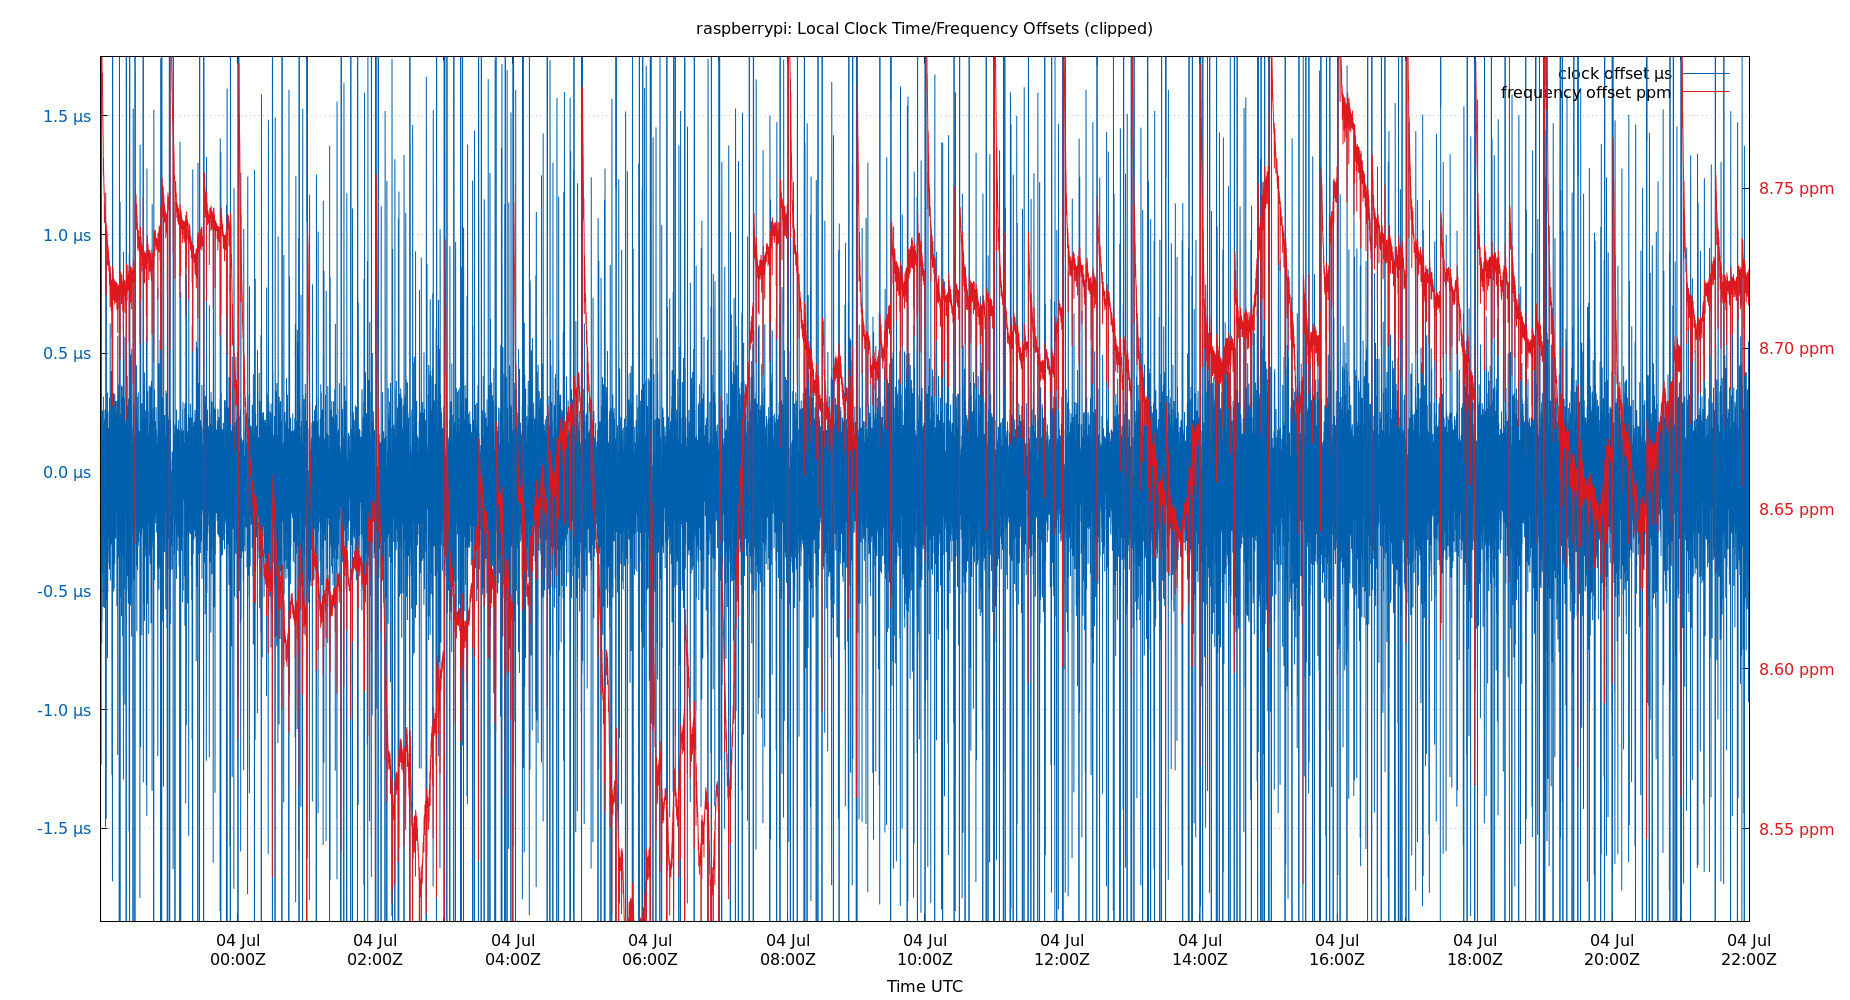 raspberrypi: Local Clock Time/Frequency Offsets (clipped)
clock offset µs
frequency offset ppm
1.5 µs
1.0 µs
0.5 µs
0.0 µs
-0.5 µs
-1.0 µs
-1.5 µs
8.75 ppm
8.70 ppm
8.65 ppm
8.60 ppm
8.55 ppm
04 Jul 04 Jul 04 Jul 04 Jul 04 Jul 04 Jul 04 Jul 04 Jul 04 Jul 04 Jul 04 Jul 04 Jul
00:00Z 02:00Z 04:00Z 06:00Z 08:00Z 10:00Z 12:00Z 14:00Z 16:00Z 18:00Z 20:00Z 22:00Z
Time UTC